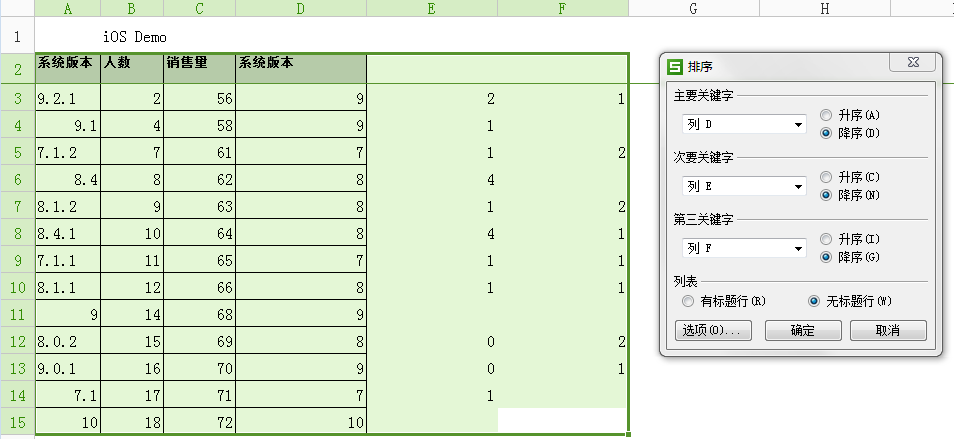 A B C D E F G H
1 iOS Demo
2 系统版本 人数 销售量 系统版本
3 9.2.1 2 56 9 2 1
4 9.1 4 58 9 1
5 7.1.2 7 61 7 1 2
6 8.4 8 62 8 4
7 8.1.2 9 63 8 1 2
8 8.4.1 10 64 8 4 1
9 7.1.1 11 65 7 1 1
10 8.1.1 12 66 8 1 1
11 9 14 68 9
12 8.0.2 15 69 8 0 2
13 9.0.1 16 70 9 0 1
14 7.1 17 71 7 1
15 10 18 72 10
排序
主要关键字
列 D
升序(A)
降序(D)
次要关键字
列 E
升序(C)
降序(N)
第三关键字
列 F
升序(I)
降序(G)
列表
有标题行(R) 无标题行(W)
选项(O)... 确定 取消